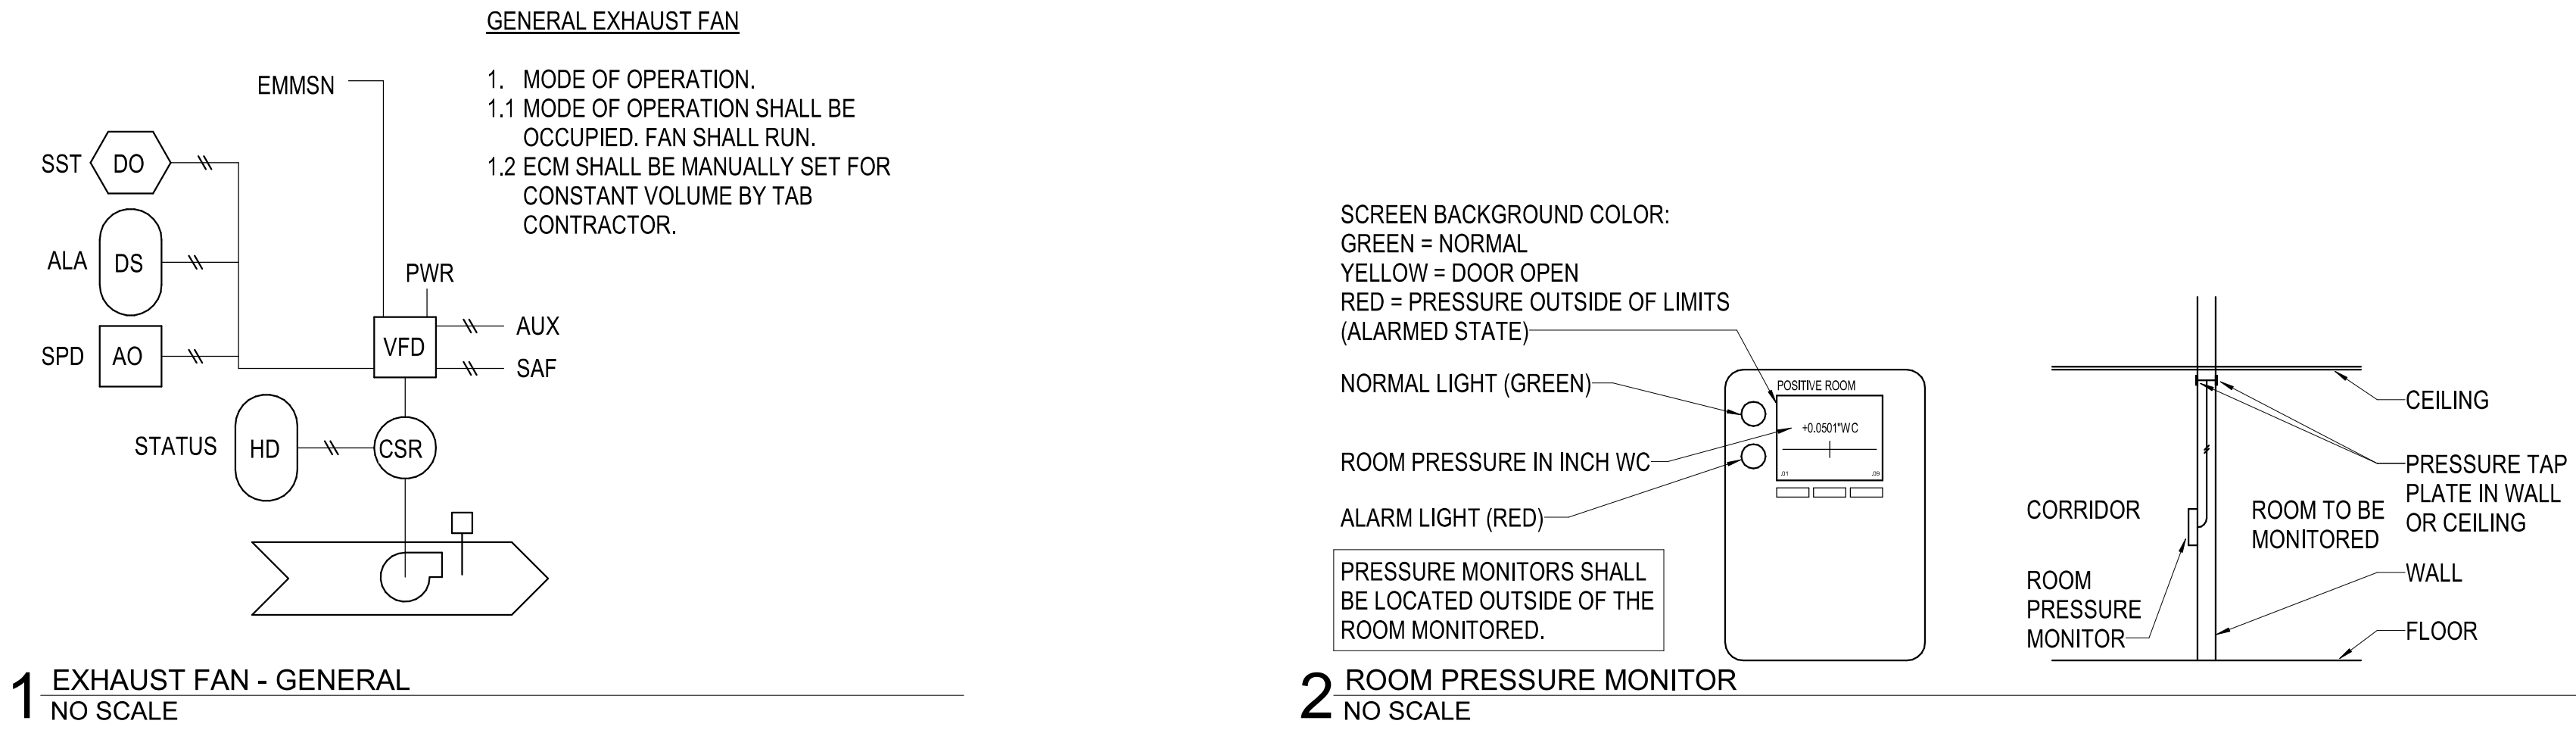 GENERAL EXHAUST FAN
1. MODE OF OPERATION.
1.1 MODE OF OPERATION SHALL BE
OCCUPIED. FAN SHALL RUN.
1.2 ECM SHALL BE MANUALLY SET FOR
CONSTANT VOLUME BY TAB
CONTRACTOR.
EMMSN
SST DO
ALA DS
SPD AO
PWR
VFD
AUX
SAF
STATUS HD
CSR
1 EXHAUST FAN - GENERAL
NO SCALE
SCREEN BACKGROUND COLOR:
GREEN = NORMAL
YELLOW = DOOR OPEN
RED = PRESSURE OUTSIDE OF LIMITS
(ALARMED STATE)
NORMAL LIGHT (GREEN)
ROOM PRESSURE IN INCH WC
ALARM LIGHT (RED)
PRESSURE MONITORS SHALL
BE LOCATED OUTSIDE OF THE
ROOM MONITORED.
POSITIVE ROOM
+0.0501"WC
.01 .09
CORRIDOR
ROOM
PRESSURE
MONITOR
ROOM TO BE
MONITORED
CEILING
PRESSURE TAP
PLATE IN WALL
OR CEILING
WALL
FLOOR
2 ROOM PRESSURE MONITOR
NO SCALE